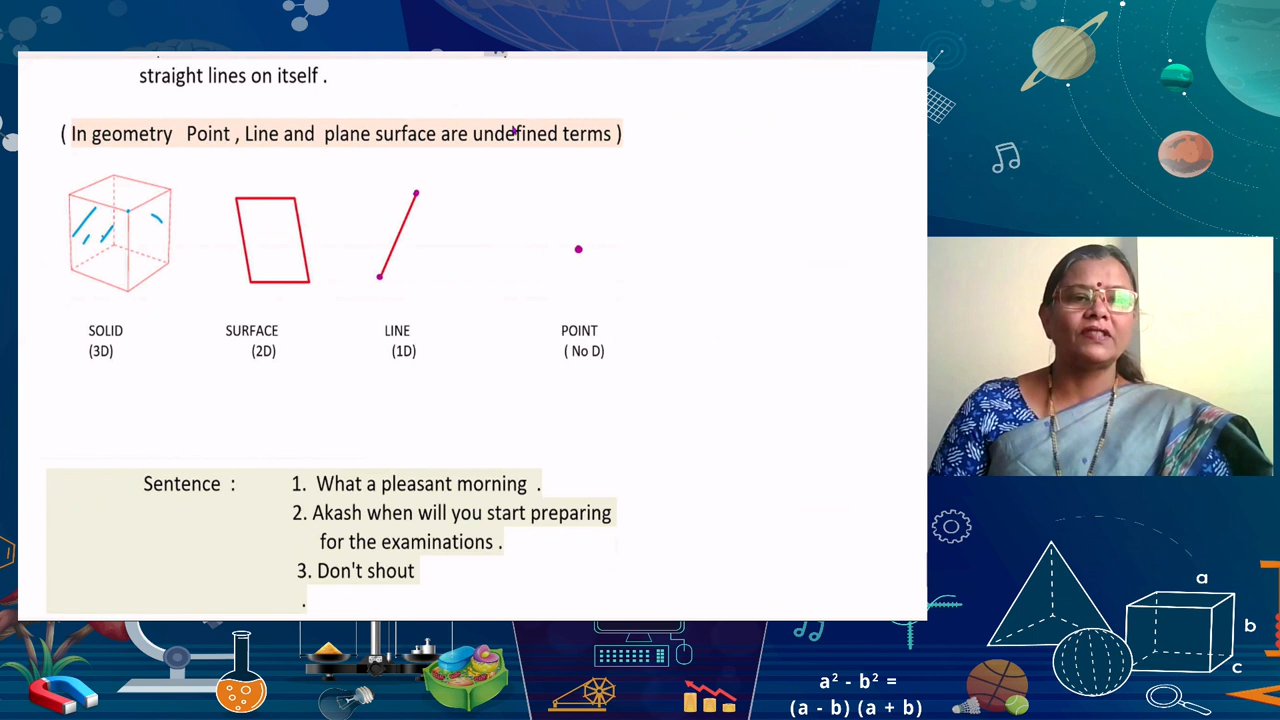 straight lines on itself .
( In geometry Point , Line and plane surface are undefined terms )
SOLID
(3D)
SURFACE
(2D)
LINE
(1D)
POINT
( No D)
Sentence : 1. What a pleasant morning .
2. Akash when will you start preparing
for the examinations .
3. Don't shout
.
a
b
c
a² - b² =
(a - b) (a + b)